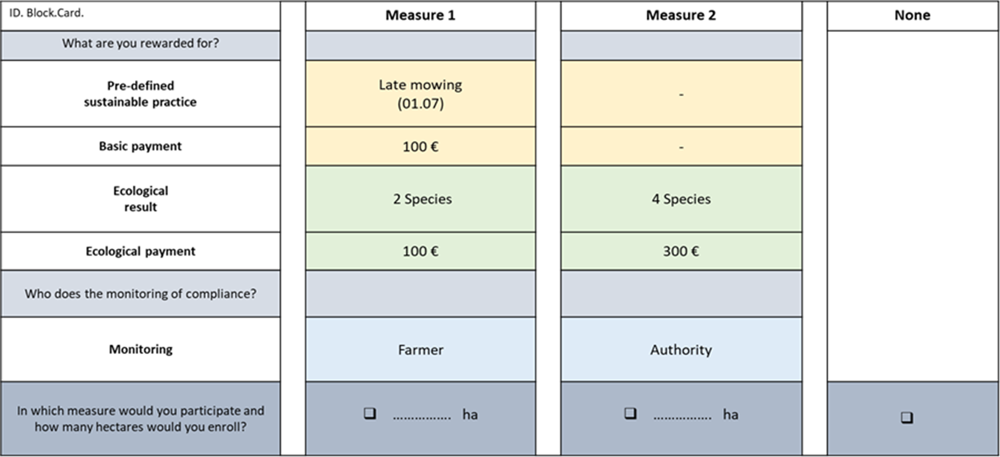 ID. Block.Card.
Measure 1
Measure 2
None
What are you rewarded for?
Pre-defined
sustainable practice
Late mowing
(01.07)
-
Basic payment
100 €
-
Ecological
result
2 Species
4 Species
Ecological payment
100 €
300 €
Who does the monitoring of compliance?
Monitoring
Farmer
Authority
In which measure would you participate and
how many hectares would you enroll?
❑ ................ ha
❑ ................ ha
❑